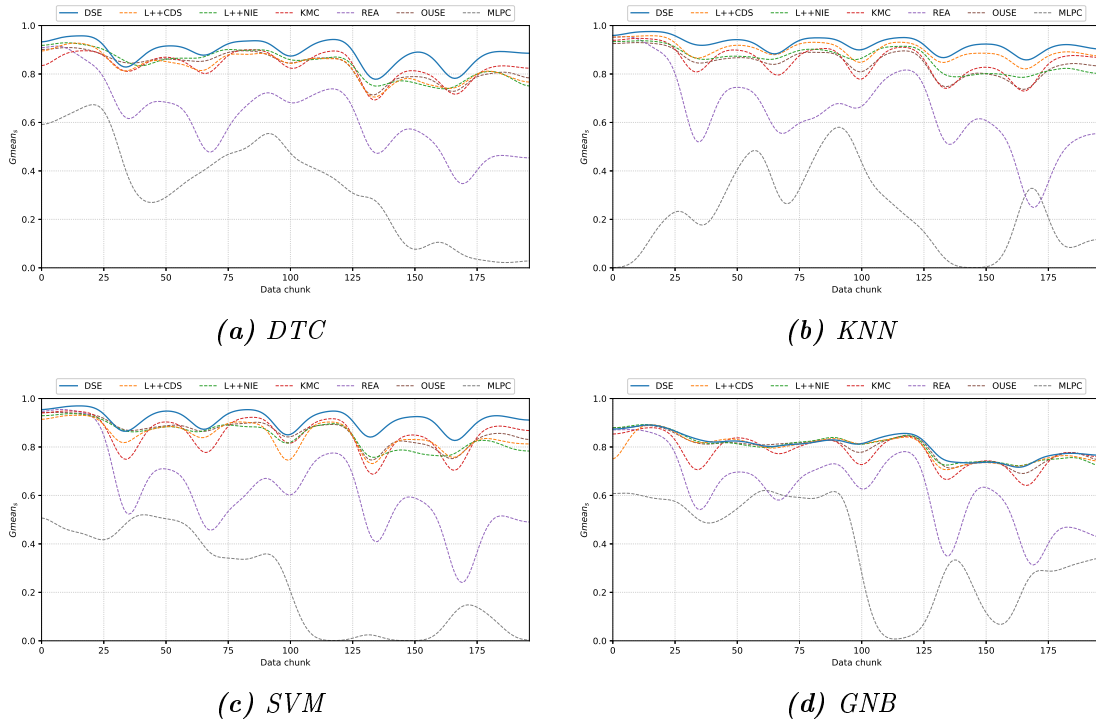 DSE L++CDS L++NIE KMC REA OUSE MLPC
1.0
0.8
0.6
0.4
0.2
0.0
Gmean_s
0 25 50 75 100 125 150 175
Data chunk
(a) DTC
DSE L++CDS L++NIE KMC REA OUSE MLPC
1.0
0.8
0.6
0.4
0.2
0.0
Gmean_s
0 25 50 75 100 125 150 175
Data chunk
(b) KNN
DSE L++CDS L++NIE KMC REA OUSE MLPC
1.0
0.8
0.6
0.4
0.2
0.0
Gmean_s
0 25 50 75 100 125 150 175
Data chunk
(c) SVM
DSE L++CDS L++NIE KMC REA OUSE MLPC
1.0
0.8
0.6
0.4
0.2
0.0
Gmean_s
0 25 50 75 100 125 150 175
Data chunk
(d) GNB